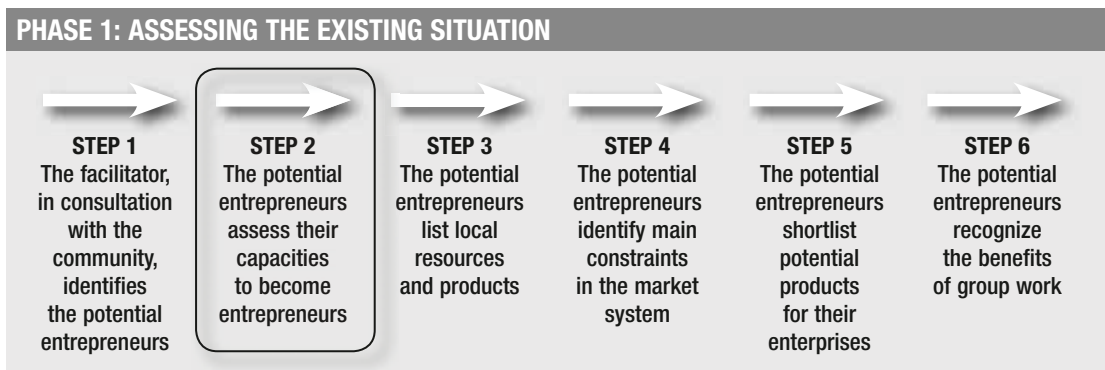 PHASE 1: ASSESSING THE EXISTING SITUATION
STEP 1
The facilitator,
in consultation
with the
community,
identifies
the potential
entrepreneurs
STEP 2
The potential
entrepreneurs
assess their
capacities
to become
entrepreneurs
STEP 3
The potential
entrepreneurs
list local
resources
and products
STEP 4
The potential
entrepreneurs
identify main
constraints
in the market
system
STEP 5
The potential
entrepreneurs
shortlist
potential
products
for their
enterprises
STEP 6
The potential
entrepreneurs
recognize
the benefits
of group work